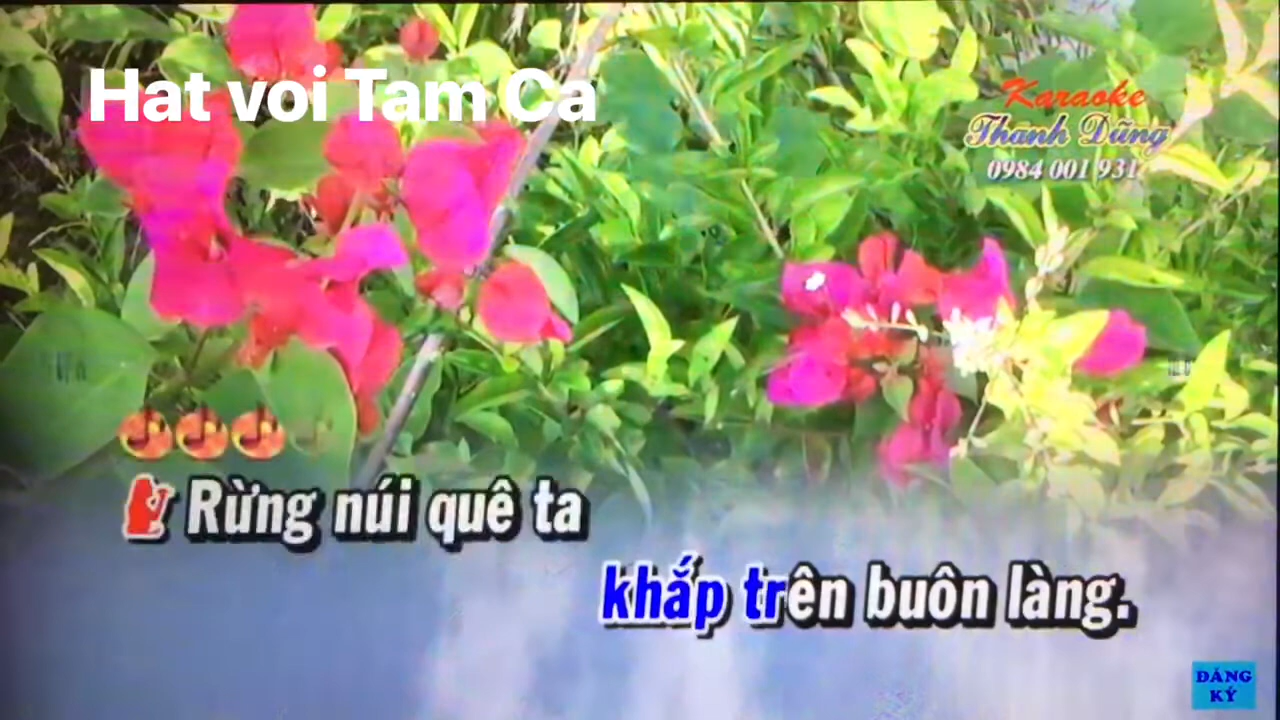 Hat voi Tam Ca
Karaoke
Thanh Dũng
0984 001 931
Rừng núi quê ta
khắp trên buôn làng.
ĐĂNG
KÝ